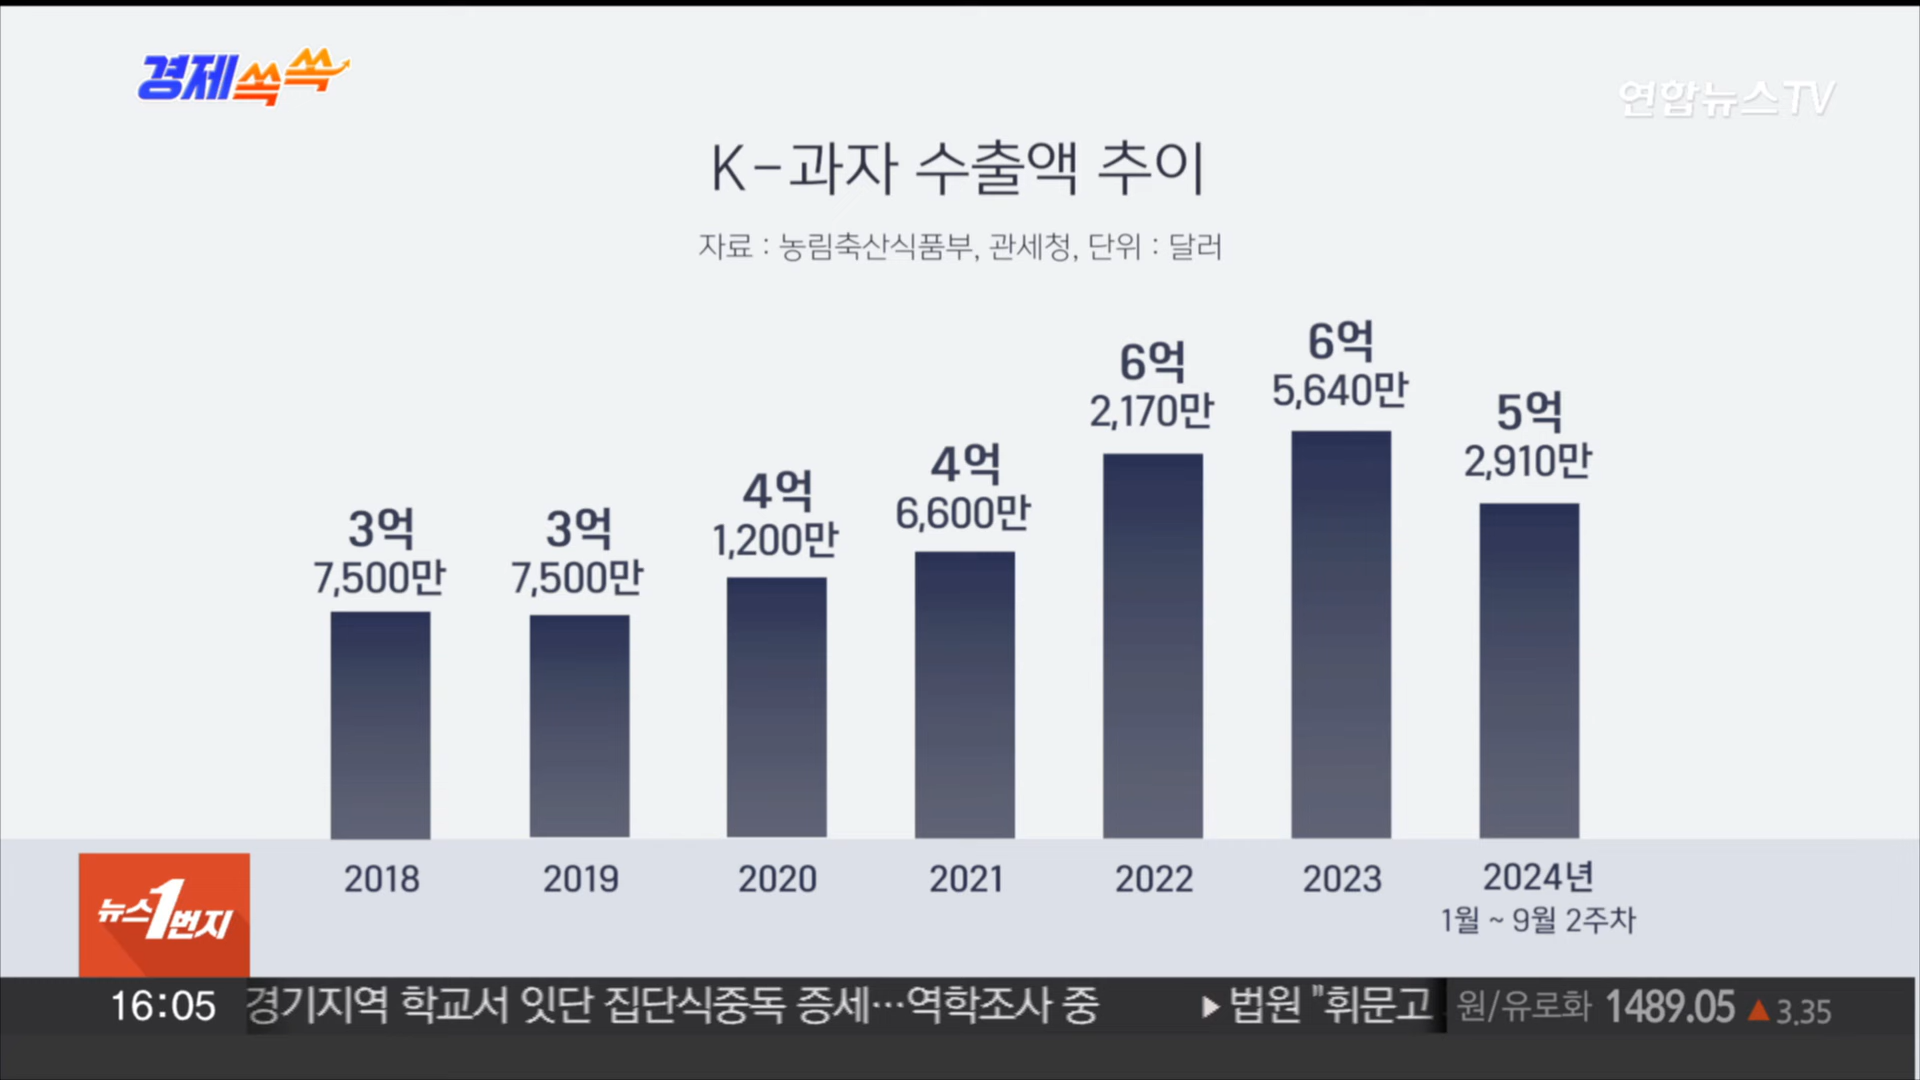 경제쏙쏙
연합뉴스TV
K-과자 수출액 추이
자료 : 농림축산식품부, 관세청, 단위 : 달러
3억
7,500만
3억
7,500만
4억
1,200만
4억
6,600만
6억
2,170만
6억
5,640만
5억
2,910만
2018
2019
2020
2021
2022
2023
2024년
1월 ~ 9월 2주차
뉴스1번지
16:05
경기지역 학교서 잇단 집단식중독 증세…역학조사 중
▶법원 "휘문고
원/유로화 1489.05 ▲3.35